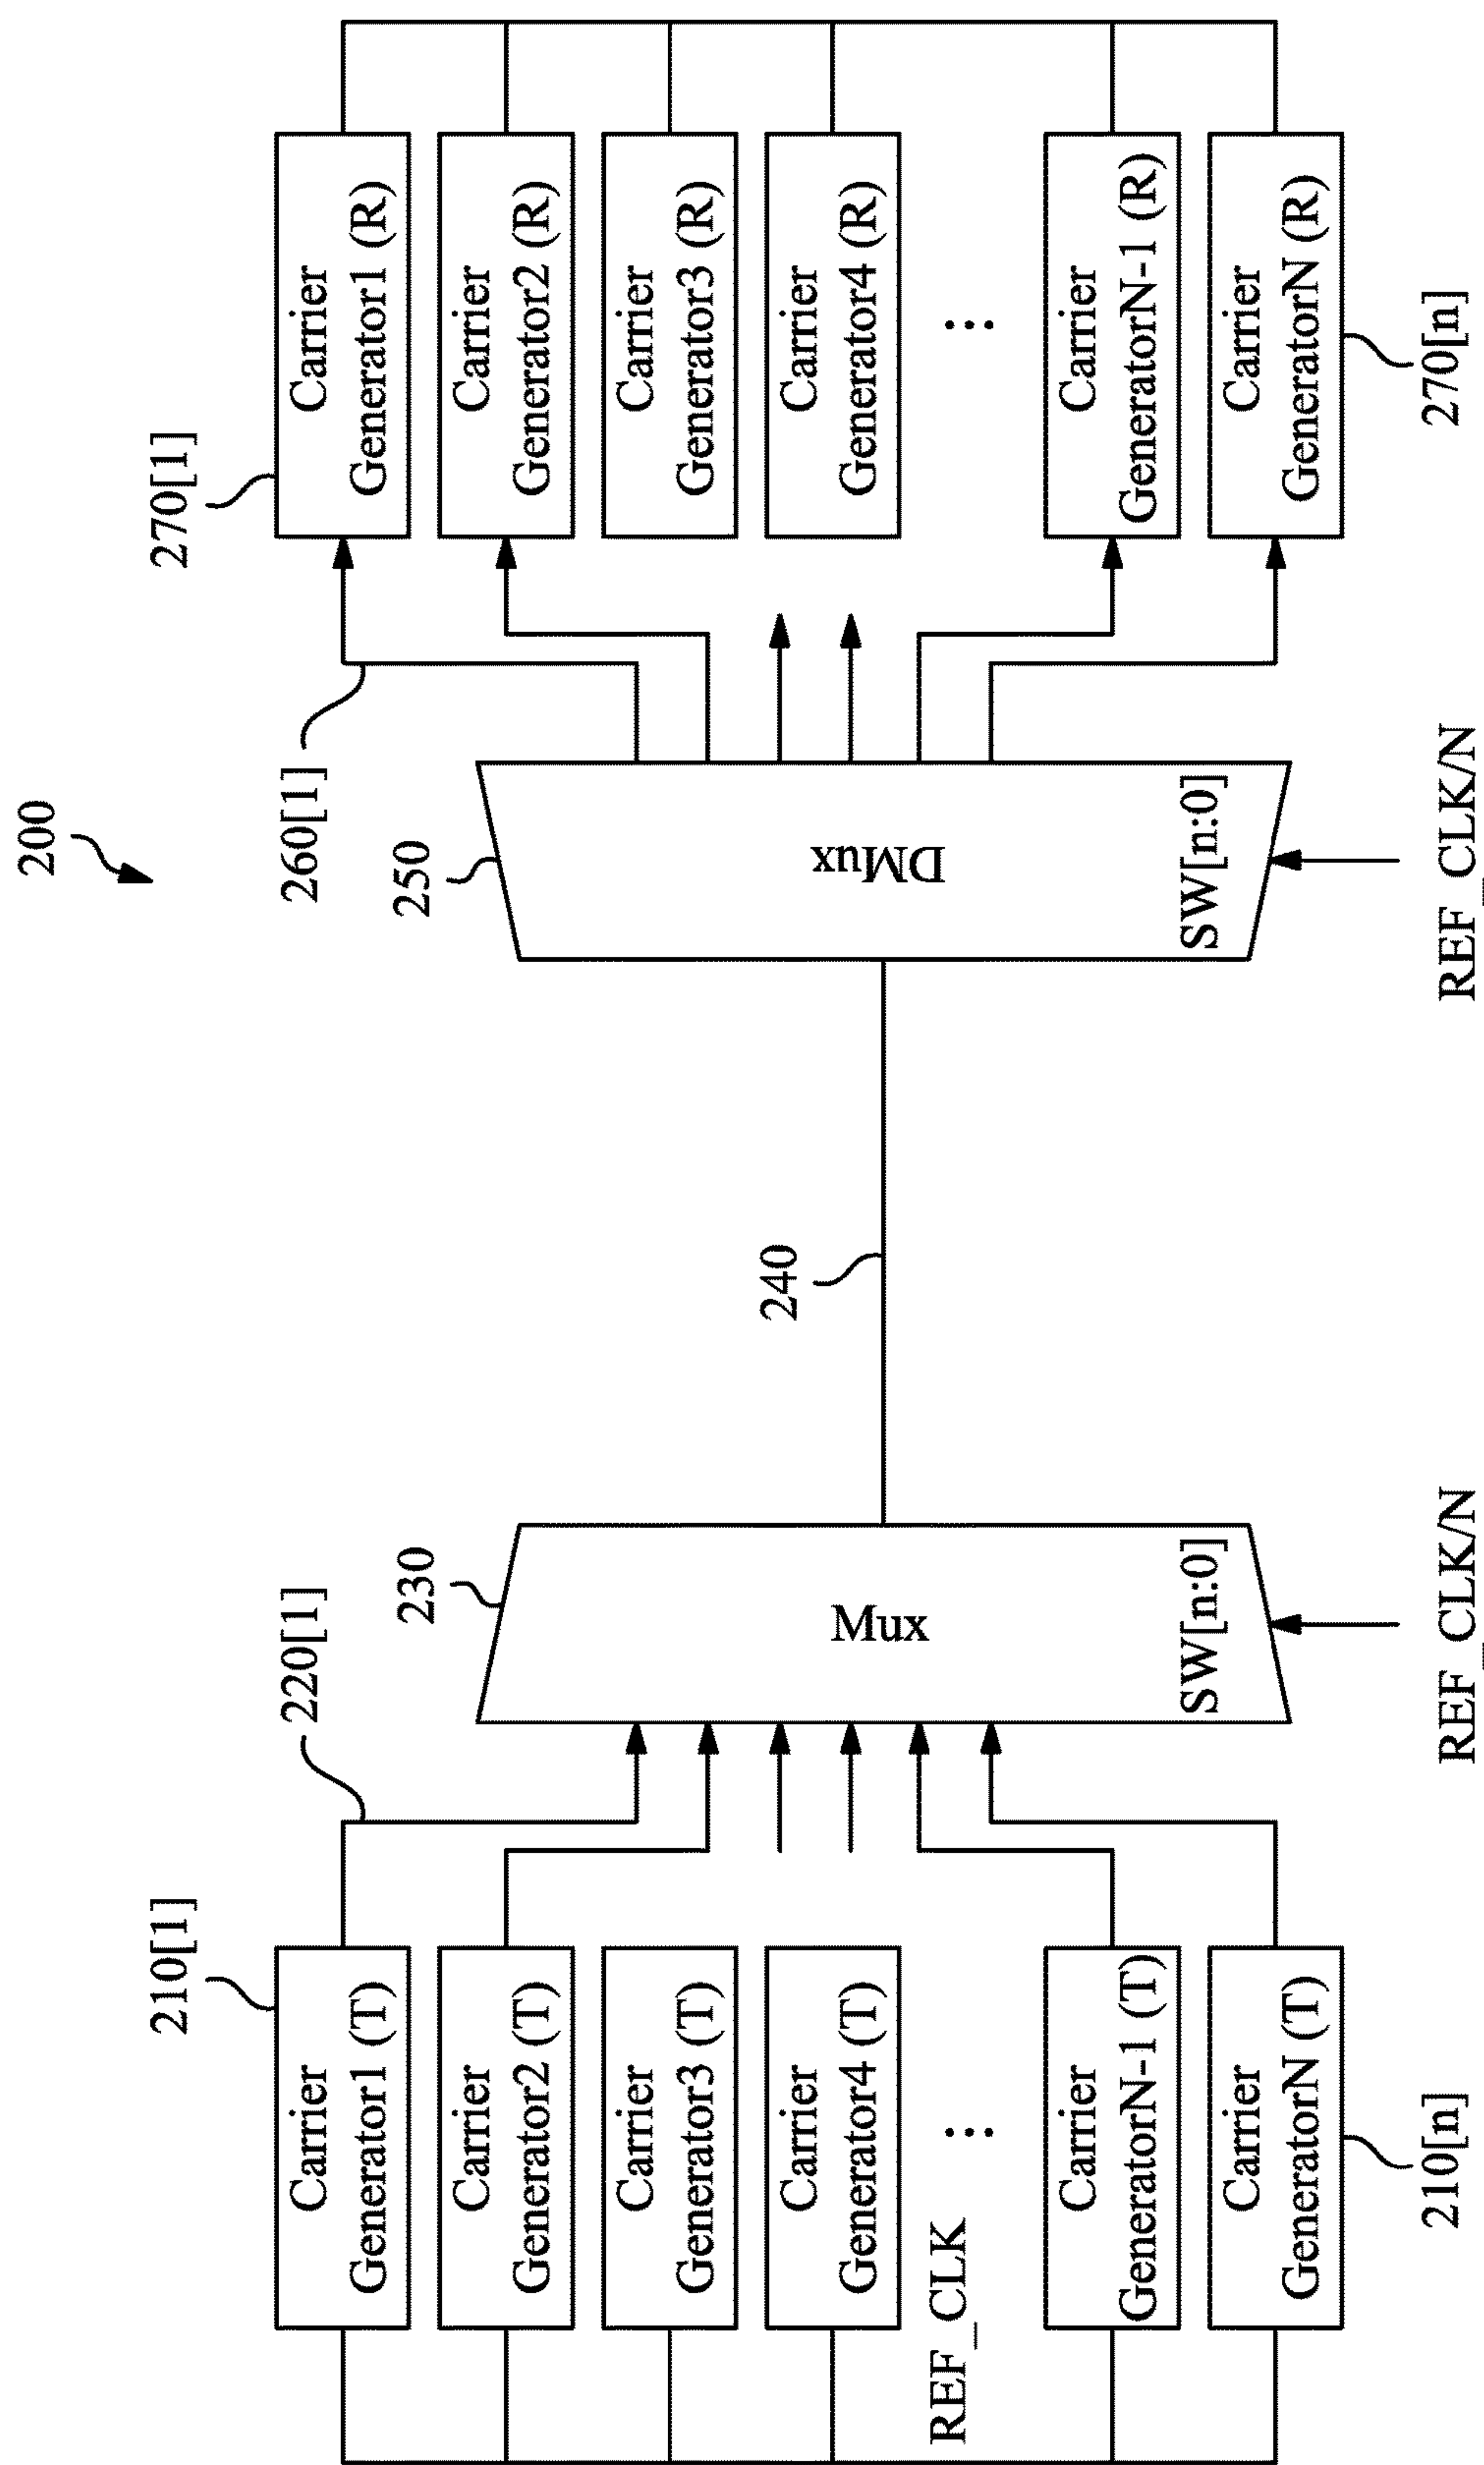 200
210[1]
Carrier
Generator1 (T)
Carrier
Generator2 (T)
Carrier
Generator3 (T)
Carrier
Generator4 (T)
...
REF_CLK
Carrier
GeneratorN-1 (T)
Carrier
GeneratorN (T)
210[n]
220[1]
230
Mux
SW[n:0]
REF_CLK/N
240
250
DMux
SW[n:0]
REF_CLK/N
260[1]
270[1]
Carrier
Generator1 (R)
Carrier
Generator2 (R)
Carrier
Generator3 (R)
Carrier
Generator4 (R)
...
Carrier
GeneratorN-1 (R)
Carrier
GeneratorN (R)
270[n]